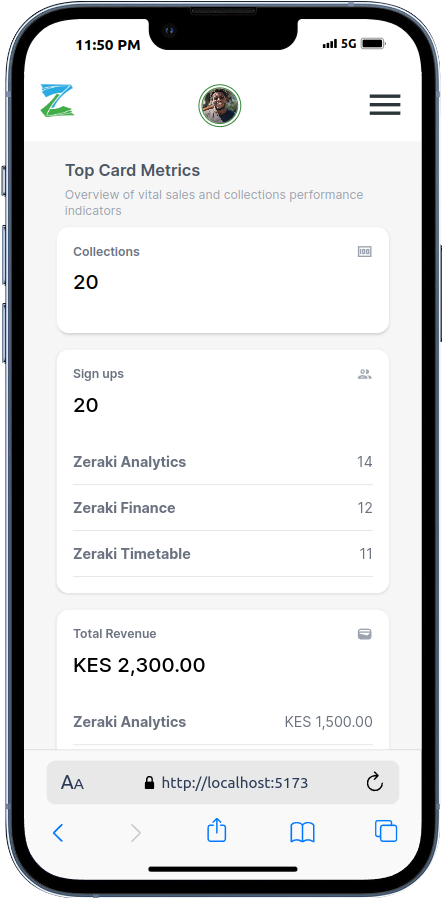 11:50 PM 5G
Top Card Metrics
Overview of vital sales and collections performance
indicators
Collections
20
Sign ups
20
Zeraki Analytics 14
Zeraki Finance 12
Zeraki Timetable 11
Total Revenue
KES 2,300.00
Zeraki Analytics KES 1,500.00
AA http://localhost:5173